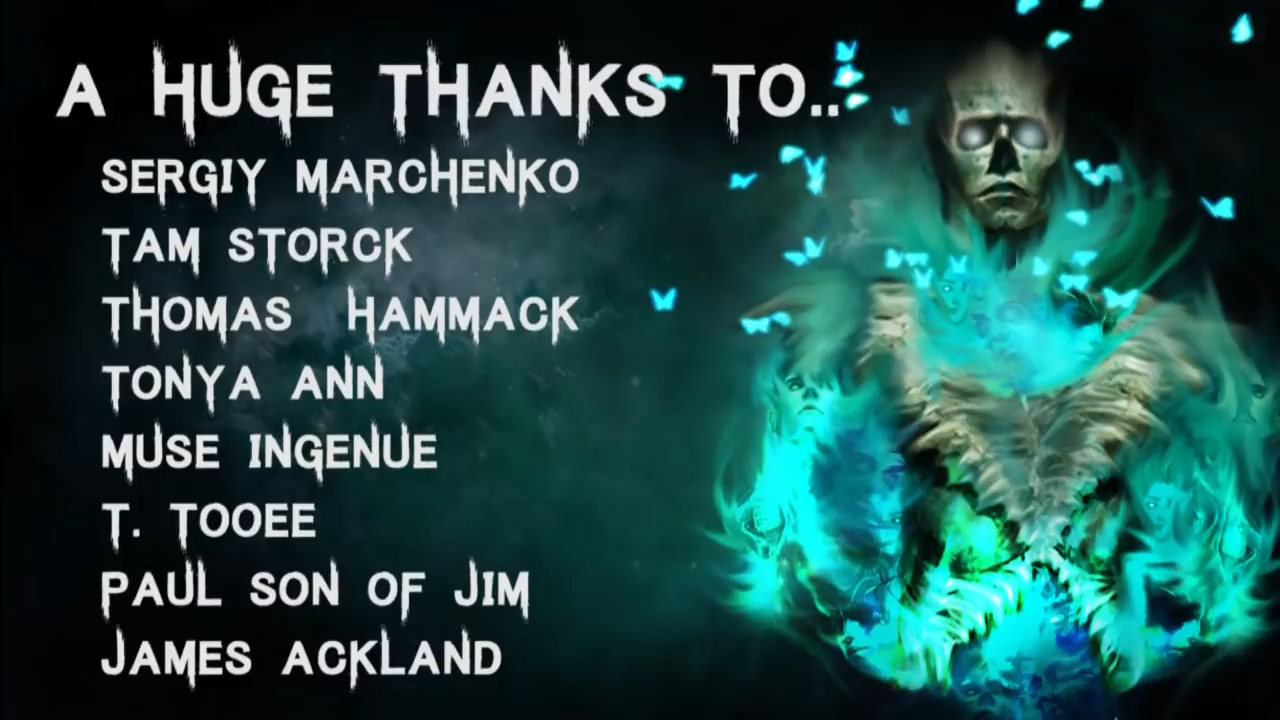 A HUGE THANKS TO..
SERGIY MARCHENKO
TAM STORCK
THOMAS HAMMACK
TONYA ANN
MUSE INGENUE
T. TOOEE
PAUL SON OF JIM
JAMES ACKLAND